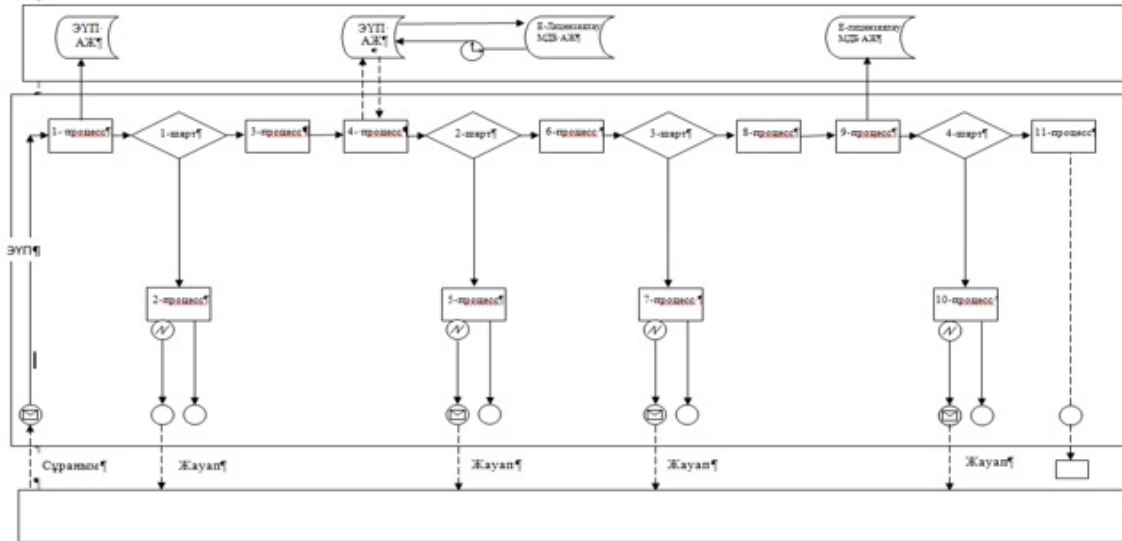 ЭҮП
АЖ¶
ЭҮП
АЖ¶
Е-Лицензиялау
МДБ АЖ¶
Е-лицензиялау
МДБ АЖ¶
1- процесс¶
1-шарт¶
3-процесс¶
4- процесс¶
2-шарт¶
6-процесс¶
3-шарт¶
8-процесс¶
9-процесс¶
4-шарт¶
11-процесс¶
ЭҮП¶
2-процесс¶
5-процесс¶
7-процесс¶
10-процесс
Сұраным¶
Жауап¶
Жауап¶
Жауап¶
Жауап¶